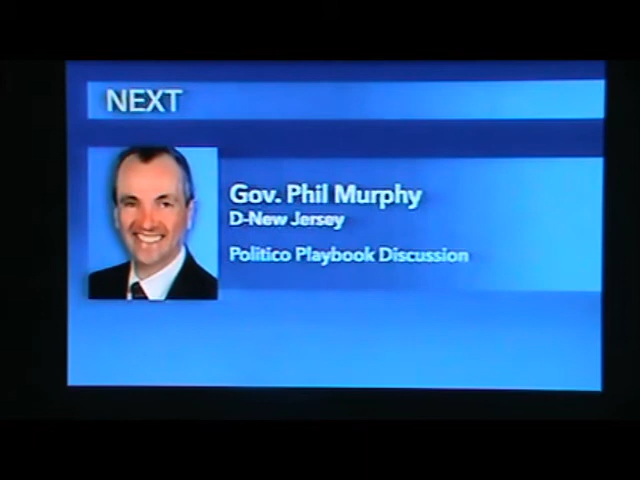 NEXT
Gov. Phil Murphy
D-New Jersey
Politico Playbook Discussion